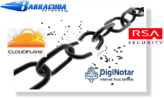 BARRACUDA
NETWORKS
CLOUDFLARE
RSA
SECURITY
DigiNotar